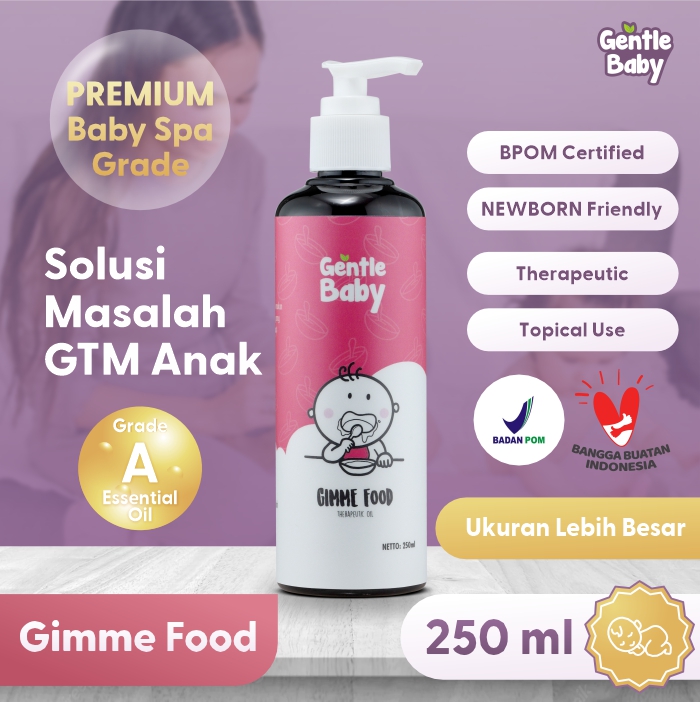 PREMIUM
Baby Spa
Grade
Gentle
Baby
BPOM Certified
NEWBORN Friendly
Therapeutic
Topical Use
Solusi
Masalah
GTM Anak
Gentle
Baby
GIMME FOOD
THERAPEUTIC OIL
NETTO: 250ml
Grade
A
Essential
Oil
BADAN POM
BANGGA BUATAN
INDONESIA
Ukuran Lebih Besar
Gimme Food
250 ml